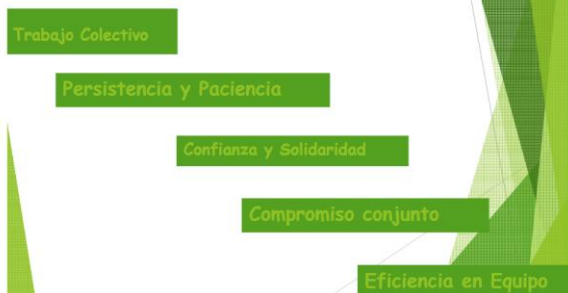 Trabajo Colectivo
Persistencia y Paciencia
Confianza y Solidaridad
Compromiso conjunto
Eficiencia en Equipo